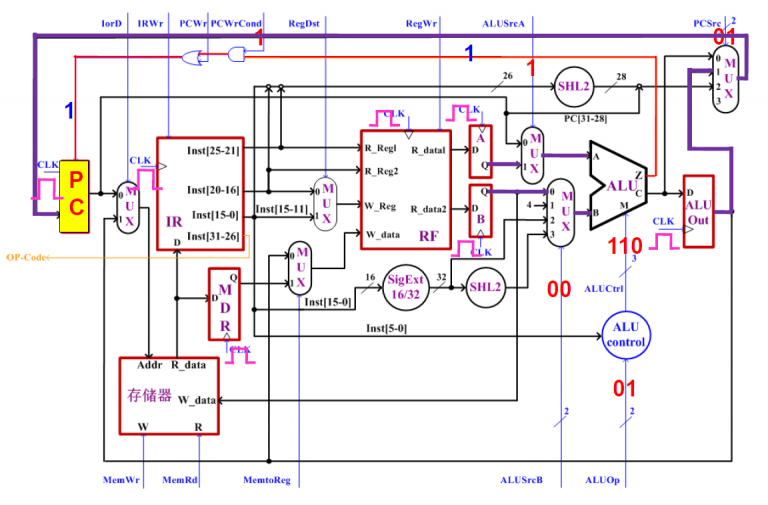 IorD IRWr PCWr PCWrCond RegDst RegWr ALUSrcA PCSrc
2
1 01
1
26 SHL2 28
0
1
2
3
MUX
1
PC[31-28]
1
CLK CLK
CLK
CLK
PC
0
1
MUX
Inst[25-21]
Inst[20-16]
Inst[15-0]
Inst[31-26]
IR
D
Inst[15-11]
0
1
MUX
R_Reg1
R_Reg2
W_Reg
W_data
R_data1
R_data2
RF
D
A
Q
Q
B
D
CLK
0
1
MUX
0
4
1
2
3
MUX
A
B
ALU
Z
C
M
D
ALU
Out
CLK
OP-Code
D
Q
MDR
CLK
0
1
MUX
16 SigExt
16/32
32 SHL2
Inst[15-0]
110
3
ALUCtrl
00
Inst[5-0]
ALU
control
Addr R_data
存储器
W_data
W R
01
2 2
MemWr MemRd MemtoReg ALUSrcB ALUOp